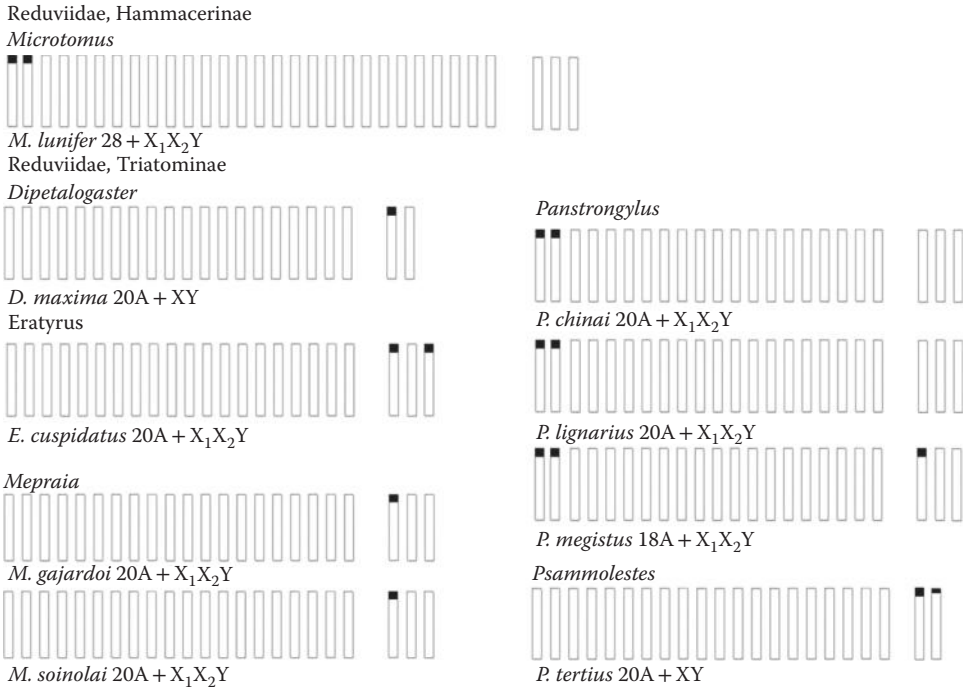 Reduviidae, Hammacerinae
Microtomus
M. lunifer 28 + X₁X₂Y
Reduviidae, Triatominae
Dipetalogaster
D. maxima 20A + XY
Eratyrus
E. cuspidatus 20A + X₁X₂Y
Mepraia
M. gajardoi 20A + X₁X₂Y
M. soinolai 20A + X₁X₂Y
Panstrongylus
P. chinai 20A + X₁X₂Y
P. lignarius 20A + X₁X₂Y
P. megistus 18A + X₁X₂Y
Psammolestes
P. tertius 20A + XY